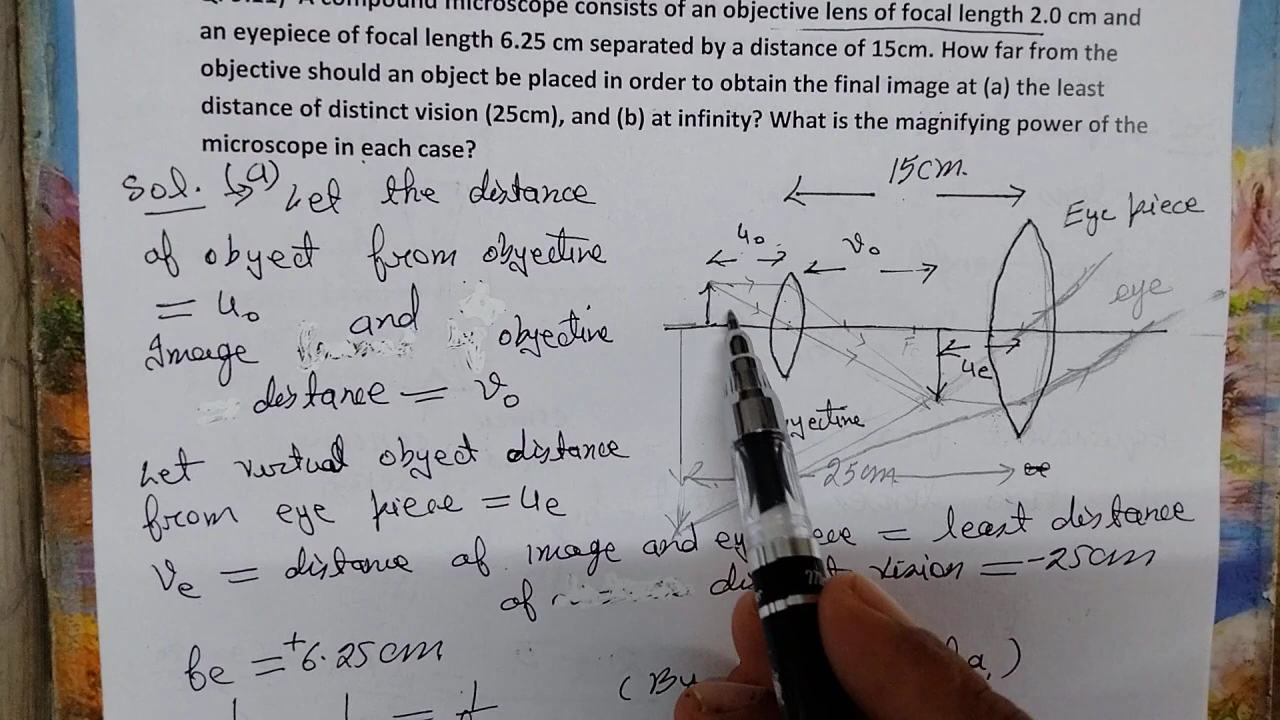 A compound microscope consists of an objective lens of focal length 2.0 cm and
an eyepiece of focal length 6.25 cm separated by a distance of 15cm. How far from the
objective should an object be placed in order to obtain the final image at (a) the least
distance of distinct vision (25cm), and (b) at infinity? What is the magnifying power of the
microscope in each case?
Sol. (a) Let the distance
of object from objective
= u₀
and
Image objective
distance = v₀
Let virtual object distance
from eye piece = ue
ve = distance of image and ey ece = least distance
of vision = -25cm
fe = +6.25cm
(By
15cm.
Eye piece
u₀
v₀
eye
F
ue
jective
25cm